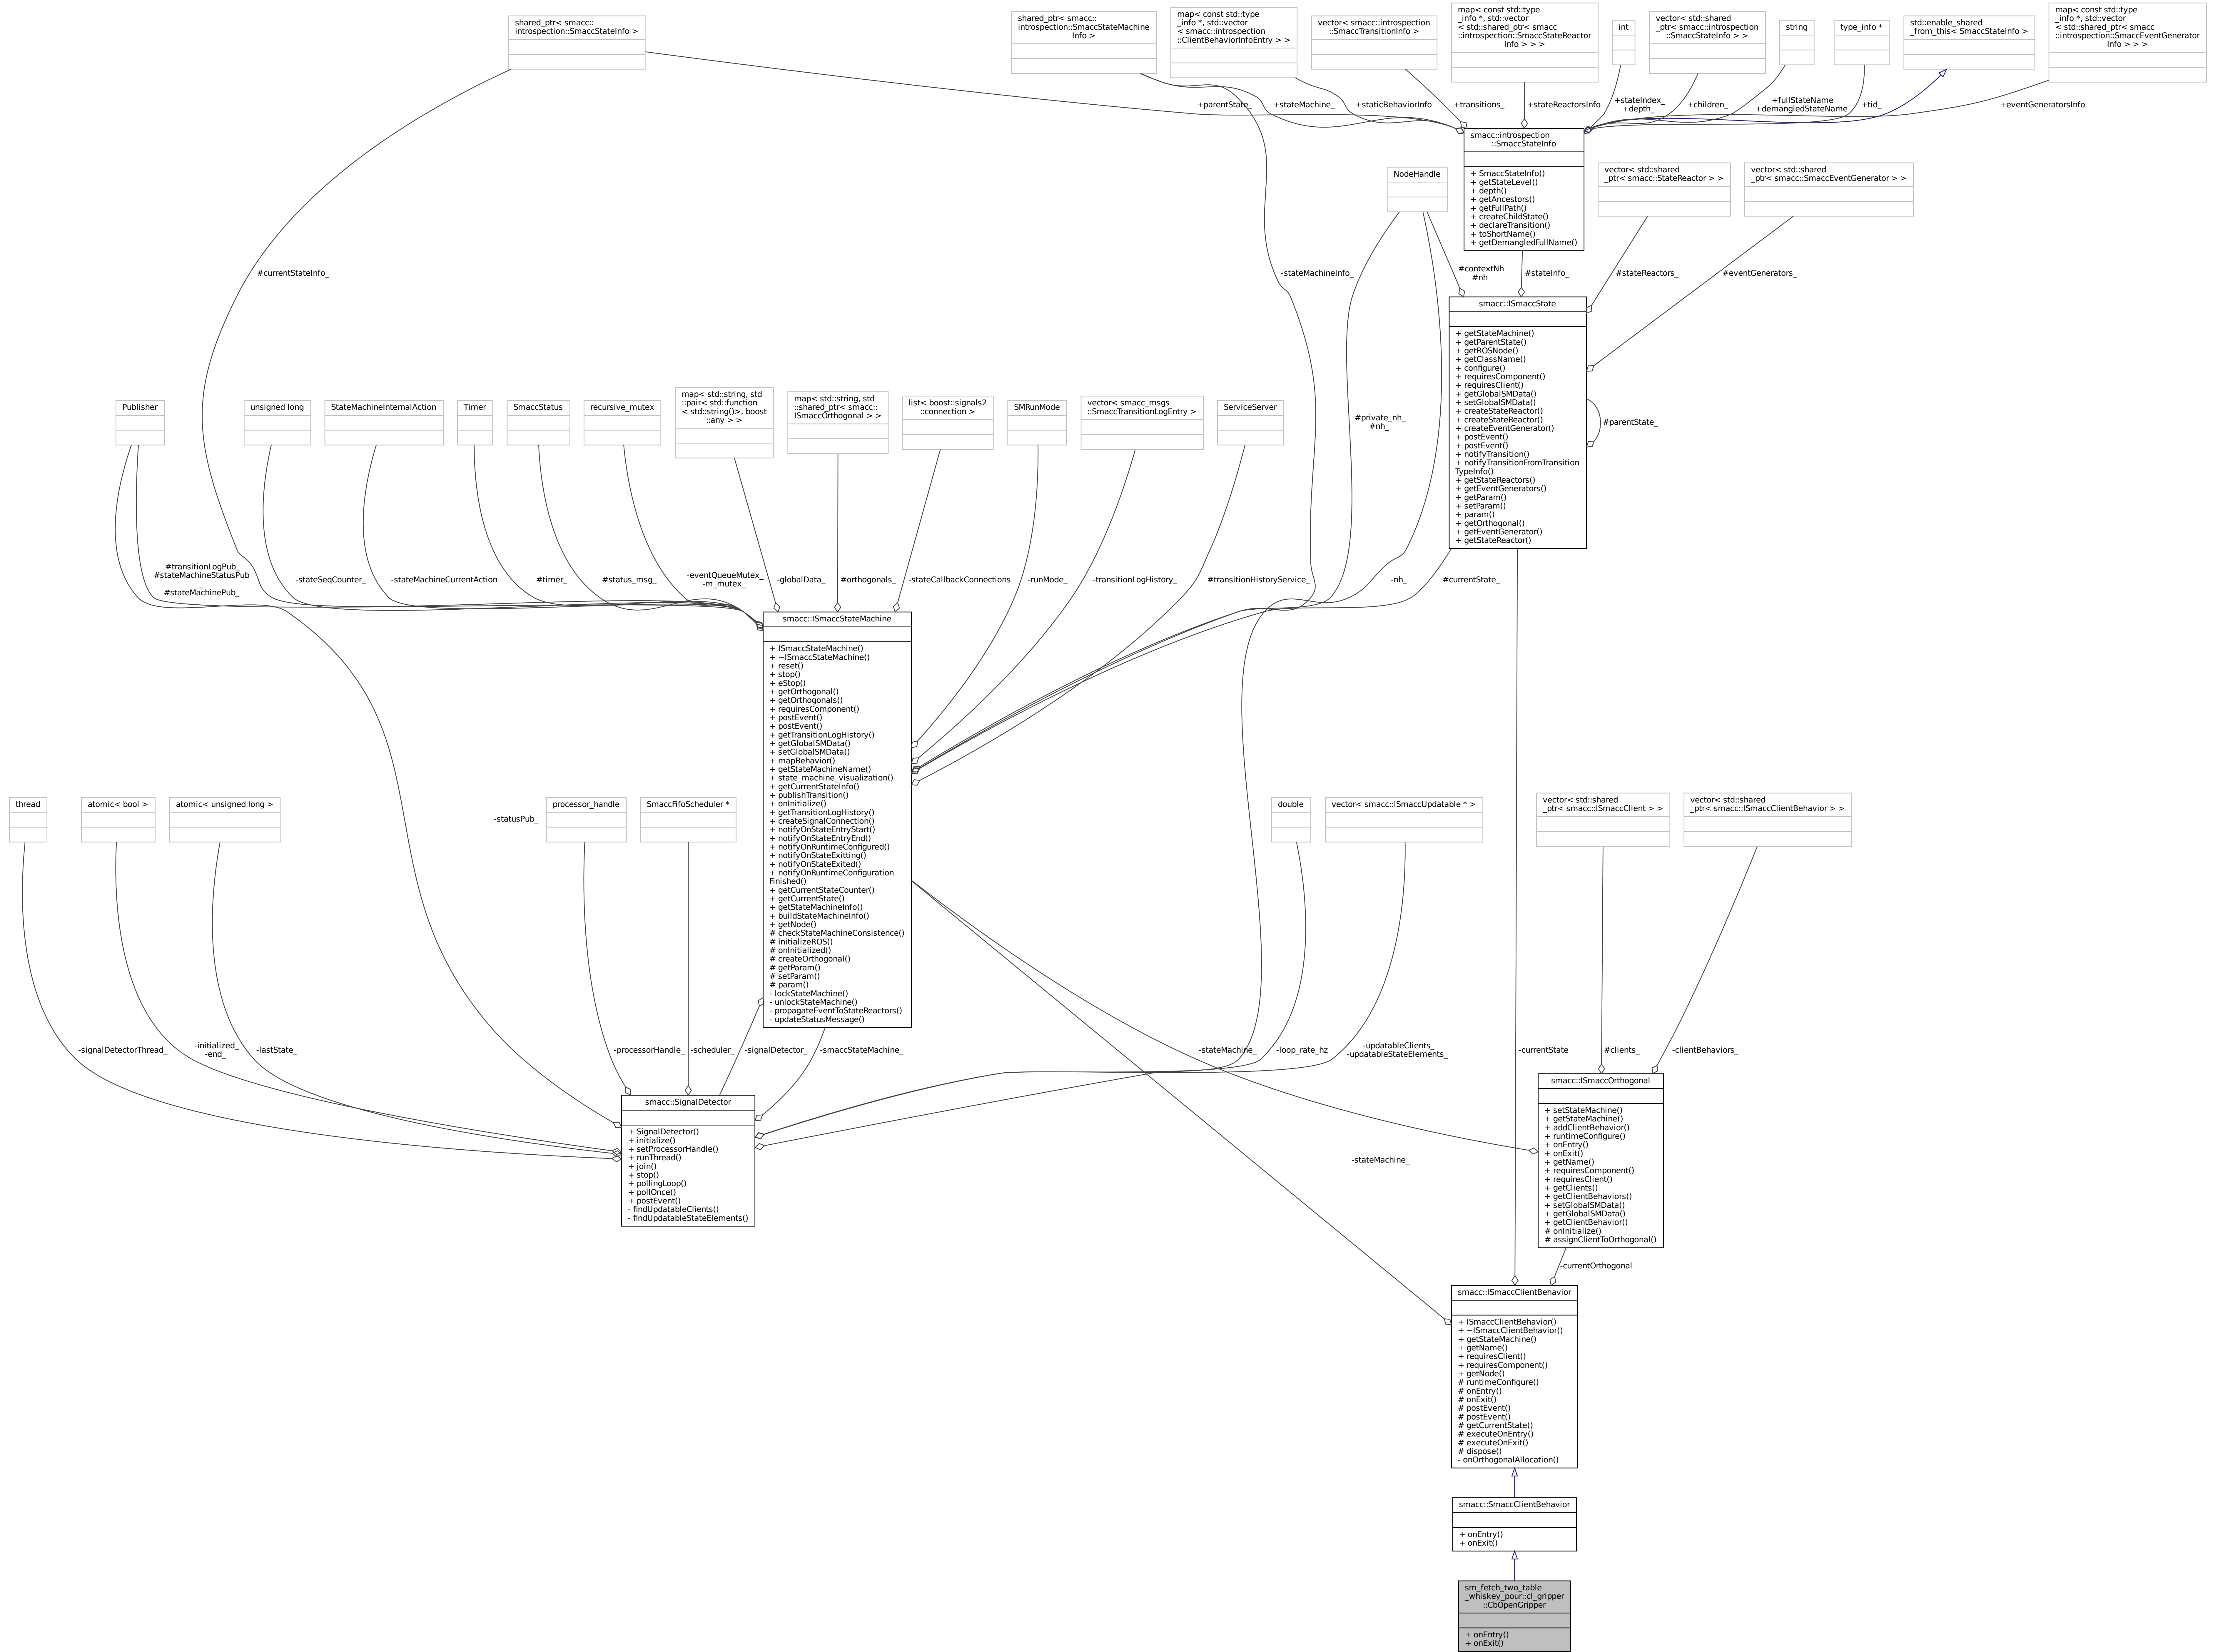 shared_ptr< smacc::
introspection::SmaccStateInfo >
shared_ptr< smacc::
introspection::SmaccStateMachine
Info >
map< const std::type
_info *, std::vector
< smacc::introspection
::ClientBehaviorInfoEntry > >
vector< smacc::introspection
::SmaccTransitionInfo >
map< const std::type
_info *, std::vector
< std::shared_ptr< smacc
::introspection::SmaccStateReactor
Info > > >
int
vector< std::shared
_ptr< smacc::introspection
::SmaccStateInfo > >
string
type_info *
std::enable_shared
_from_this< SmaccStateInfo >
map< const std::type
_info *, std::vector
< std::shared_ptr< smacc
::introspection::SmaccEventGenerator
Info > > >
+parentState_
+stateMachine_
+staticBehaviorInfo
+transitions_
+stateReactorsInfo
+stateIndex_
+depth_
+children_
+fullStateName
+demangledStateName
+tid_
+eventGeneratorsInfo
smacc::introspection
::SmaccStateInfo
+ SmaccStateInfo()
+ getStateLevel()
+ depth()
+ getAncestors()
+ getFullPath()
+ createChildState()
+ declareTransition()
+ toShortName()
+ getDemangledFullName()
NodeHandle
vector< std::shared
_ptr< smacc::StateReactor > >
vector< std::shared
_ptr< smacc::SmaccEventGenerator > >
#currentStateInfo_
-stateMachineInfo_
#contextNh
#nh
#stateInfo_
#stateReactors_
#eventGenerators_
smacc::ISmaccState
+ getStateMachine()
+ getParentState()
+ getROSNode()
+ getClassName()
+ configure()
+ requiresComponent()
+ requiresClient()
+ getGlobalSMData()
+ setGlobalSMData()
+ createStateReactor()
+ createStateReactor()
+ createEventGenerator()
+ postEvent()
+ postEvent()
+ notifyTransition()
+ notifyTransitionFromTransition
TypeInfo()
+ getStateReactors()
+ getEventGenerators()
+ getParam()
+ setParam()
+ param()
+ getOrthogonal()
+ getEventGenerator()
+ getStateReactor()
#parentState_
#private_nh_
#nh_
Publisher
unsigned long
StateMachineInternalAction
Timer
SmaccStatus
recursive_mutex
map< std::string, std
::pair< std::function
< std::string()>, boost
::any > >
map< std::string, std
::shared_ptr< smacc::
ISmaccOrthogonal > >
list< boost::signals2
::connection >
SMRunMode
vector< smacc_msgs
::SmaccTransitionLogEntry >
ServiceServer
#transitionLogPub_
#stateMachineStatusPub
_
#stateMachinePub_
-stateSeqCounter_
-stateMachineCurrentAction
#timer_
#status_msg_
-eventQueueMutex_
-m_mutex_
-globalData_
#orthogonals_
-stateCallbackConnections
-runMode_
-transitionLogHistory_
#transitionHistoryService_
-nh_
#currentState_
smacc::ISmaccStateMachine
+ ISmaccStateMachine()
+ ~ISmaccStateMachine()
+ reset()
+ stop()
+ eStop()
+ getOrthogonal()
+ getOrthogonals()
+ requiresComponent()
+ postEvent()
+ postEvent()
+ getTransitionLogHistory()
+ getGlobalSMData()
+ setGlobalSMData()
+ mapBehavior()
+ getStateMachineName()
+ state_machine_visualization()
+ getCurrentStateInfo()
+ publishTransition()
+ onInitialize()
+ getTransitionLogHistory()
+ createSignalConnection()
+ notifyOnStateEntryStart()
+ notifyOnStateEntryEnd()
+ notifyOnRuntimeConfigured()
+ notifyOnStateExitting()
+ notifyOnStateExited()
+ notifyOnRuntimeConfiguration
Finished()
+ getCurrentStateCounter()
+ getCurrentState()
+ getStateMachineInfo()
+ buildStateMachineInfo()
+ getNode()
# checkStateMachineConsistence()
# initializeROS()
# onInitialized()
# createOrthogonal()
# getParam()
# setParam()
# param()
- lockStateMachine()
- unlockStateMachine()
- propagateEventToStateReactors()
- updateStatusMessage()
thread
atomic< bool >
atomic< unsigned long >
-statusPub_
processor_handle
SmaccFifoScheduler *
double
vector< smacc::ISmaccUpdatable * >
vector< std::shared
_ptr< smacc::ISmaccClient > >
vector< std::shared
_ptr< smacc::ISmaccClientBehavior > >
-signalDetectorThread_
-initialized_
-end_
-lastState_
-processorHandle_
-scheduler_
-signalDetector_
-smaccStateMachine_
-stateMachine_
-loop_rate_hz
-updatableClients_
-updatableStateElements_
-currentState
#clients_
-clientBehaviors_
smacc::SignalDetector
+ SignalDetector()
+ initialize()
+ setProcessorHandle()
+ runThread()
+ join()
+ stop()
+ pollingLoop()
+ pollOnce()
+ postEvent()
- findUpdatableClients()
- findUpdatableStateElements()
smacc::ISmaccOrthogonal
+ setStateMachine()
+ getStateMachine()
+ addClientBehavior()
+ runtimeConfigure()
+ onEntry()
+ onExit()
+ getName()
+ requiresComponent()
+ requiresClient()
+ getClients()
+ getClientBehaviors()
+ setGlobalSMData()
+ getGlobalSMData()
+ getClientBehavior()
# onInitialize()
# assignClientToOrthogonal()
-stateMachine_
-currentOrthogonal
smacc::ISmaccClientBehavior
+ ISmaccClientBehavior()
+ ~ISmaccClientBehavior()
+ getStateMachine()
+ getName()
+ requiresClient()
+ requiresComponent()
+ getNode()
# runtimeConfigure()
# onEntry()
# onExit()
# postEvent()
# postEvent()
# getCurrentState()
# executeOnEntry()
# executeOnExit()
# dispose()
- onOrthogonalAllocation()
smacc::SmaccClientBehavior
+ onEntry()
+ onExit()
sm_fetch_two_table
_whiskey_pour::cl_gripper
::CbOpenGripper
+ onEntry()
+ onExit()